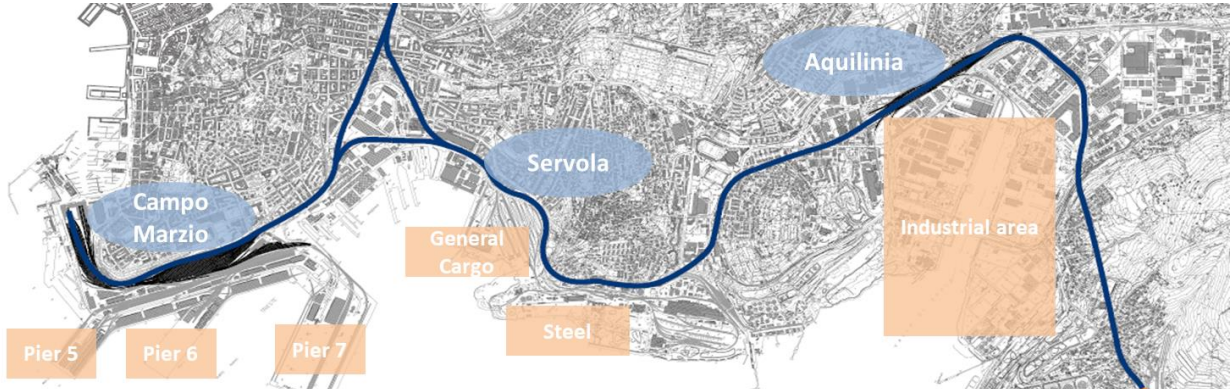 Aquilinia
Servola
Campo
Marzio
General
Cargo
Industrial area
Steel
Pier 5
Pier 6
Pier 7